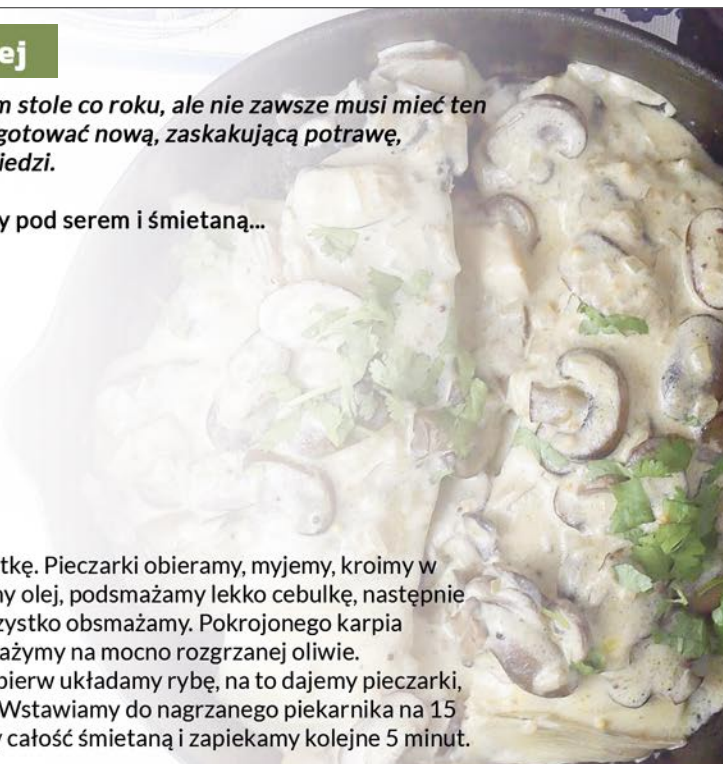 ej
m stole co roku, ale nie zawsze musi mieć ten
gotować nową, zaskakującą potrawę,
iedzi.
y pod serem i śmietaną...
tkę. Pieczarki obieramy, myjemy, kroimy w
ny olej, podsmażamy lekko cebulkę, następnie
zystko obsmażamy. Pokrojonego karpia
ażymy na mocno rozgrzanej oliwie.
pierw układamy rybę, na to dajemy pieczarki,
Wstawiamy do nagrzanego piekarnika na 15
y całość śmietaną i zapiekamy kolejne 5 minut.